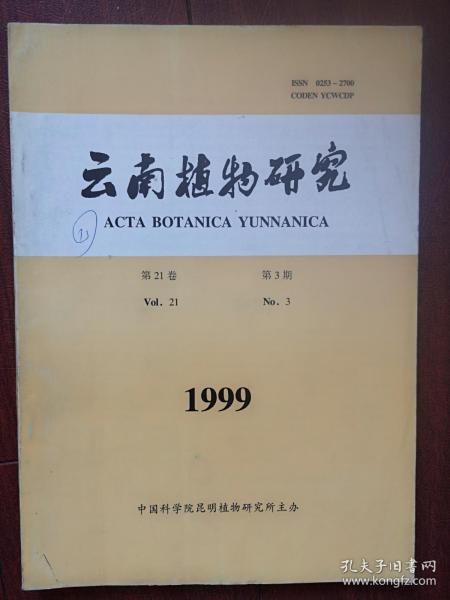 ISSN 0253-2700
CODEN YCWCDP
云南植物研究
11
ACTA BOTANICA YUNNANICA
第21卷 第3期
Vol. 21 No. 3
1999
中国科学院昆明植物研究所主办
孔夫子旧书网
www.kongfz.com